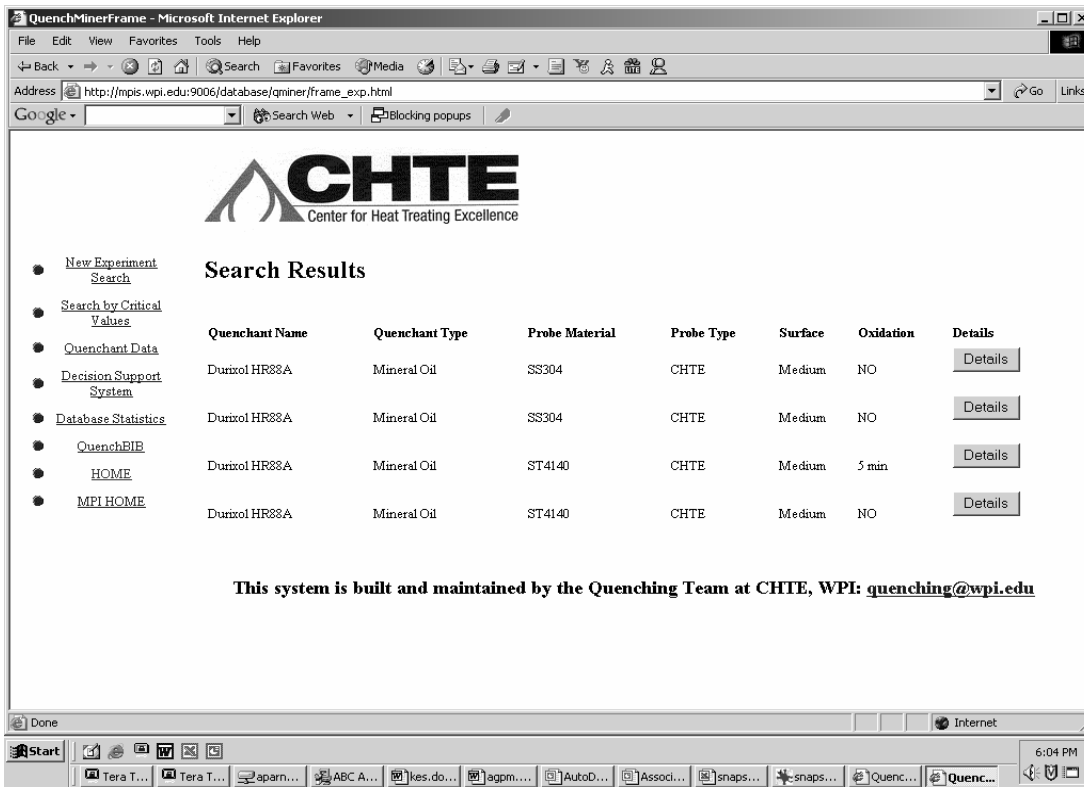 QuenchMinerFrame - Microsoft Internet Explorer
File Edit View Favorites Tools Help
Back Search Favorites Media
Address http://mpis.wpi.edu:9006/database/qminer/frame_exp.html Go Links
Google Search Web Blocking popups
CHTE
Center for Heat Treating Excellence
New Experiment
Search
Search by Critical
Values
Quenchant Data
Decision Support
System
Database Statistics
QuenchBIB
HOME
MPI HOME
Search Results
Quenchant Name Quenchant Type Probe Material Probe Type Surface Oxidation Details
Durixol HR88A Mineral Oil SS304 CHTE Medium NO Details
Durixol HR88A Mineral Oil SS304 CHTE Medium NO Details
Durixol HR88A Mineral Oil ST4140 CHTE Medium 5 min Details
Durixol HR88A Mineral Oil ST4140 CHTE Medium NO Details
This system is built and maintained by the Quenching Team at CHTE, WPI: quenching@wpi.edu
Done Internet
Start 6:04 PM
Tera T... Tera T... aparn... ABC A... kes.do... agpm.... AutoD... Associ... snaps... snaps... Quenc... Quenc...